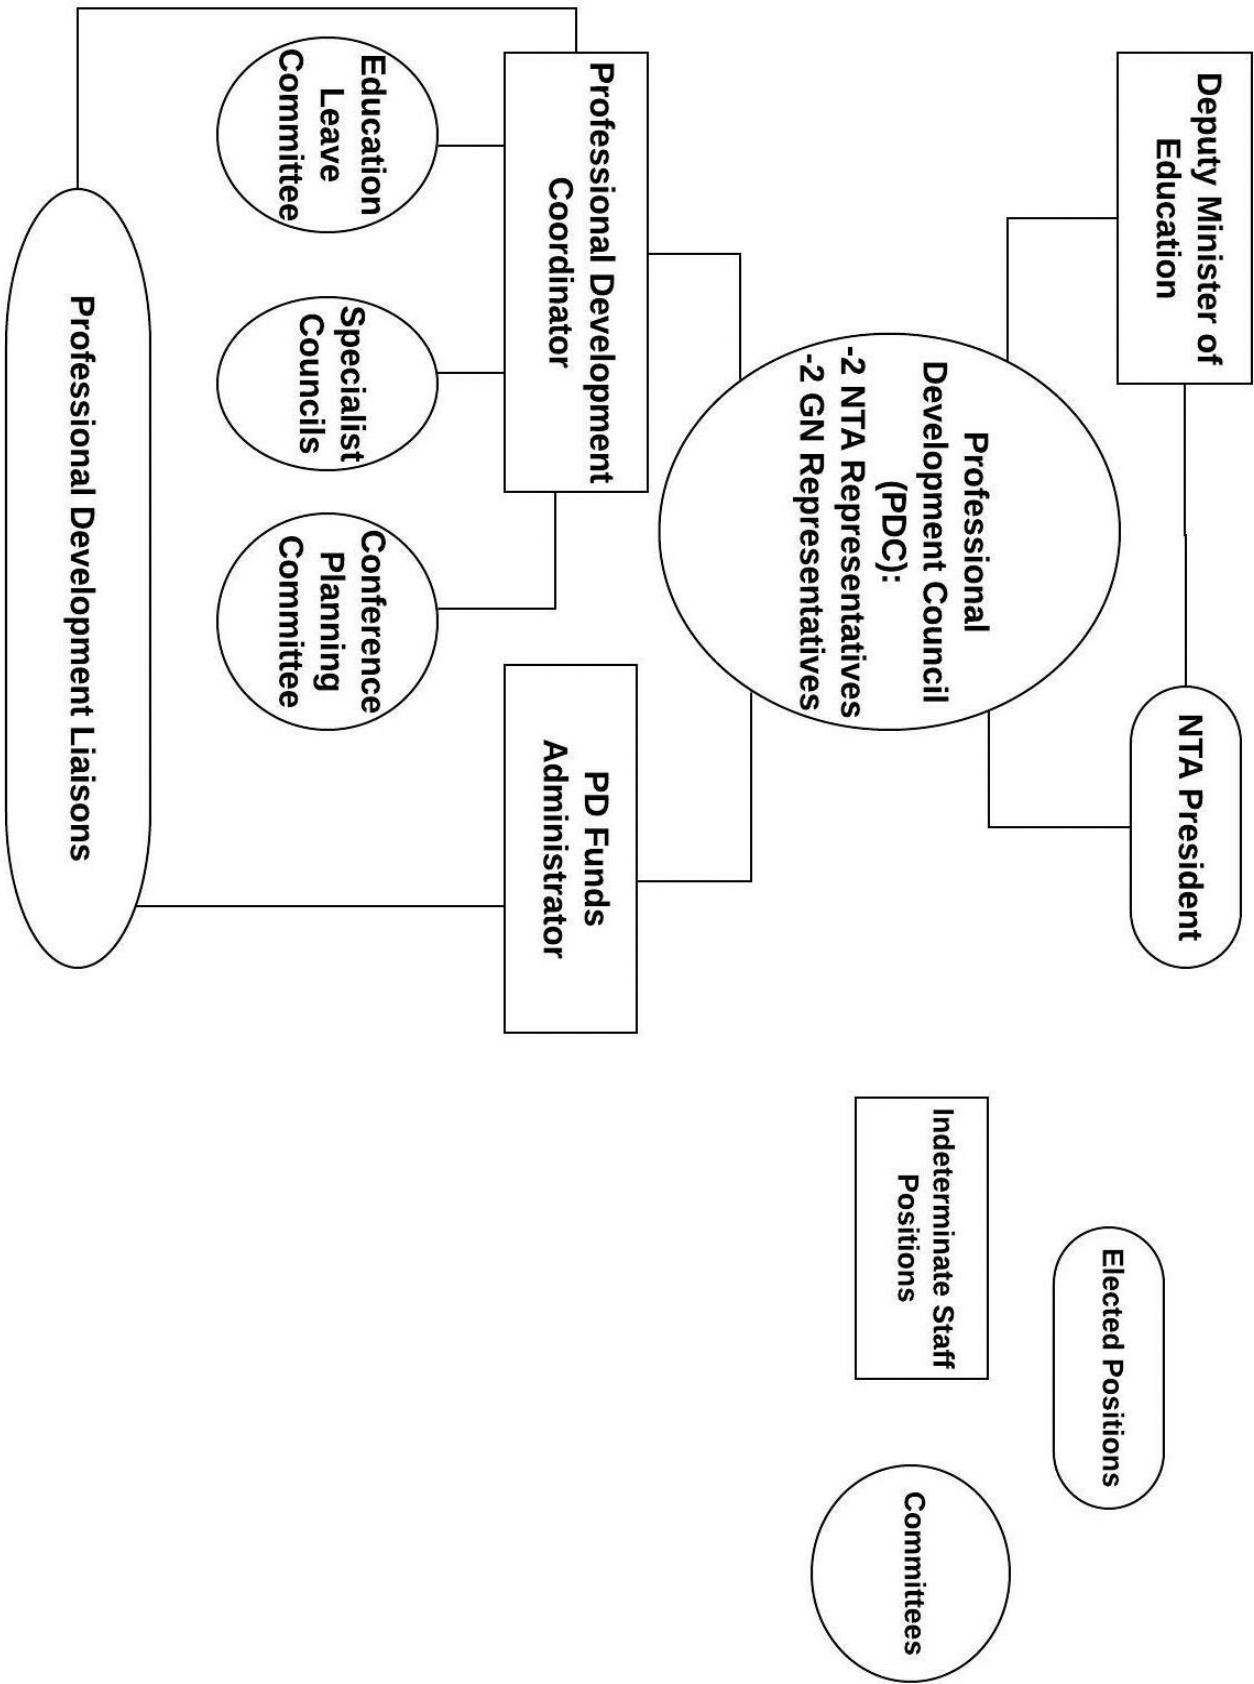 Deputy Minister of
Education
NTA President
Professional
Development Council
(PDC):
-2 NTA Representatives
-2 GN Representatives
Professional Development
Coordinator
PD Funds
Administrator
Education
Leave
Committee
Specialist
Councils
Conference
Planning
Committee
Professional Development Liaisons
Elected Positions
Indeterminate Staff
Positions
Committees